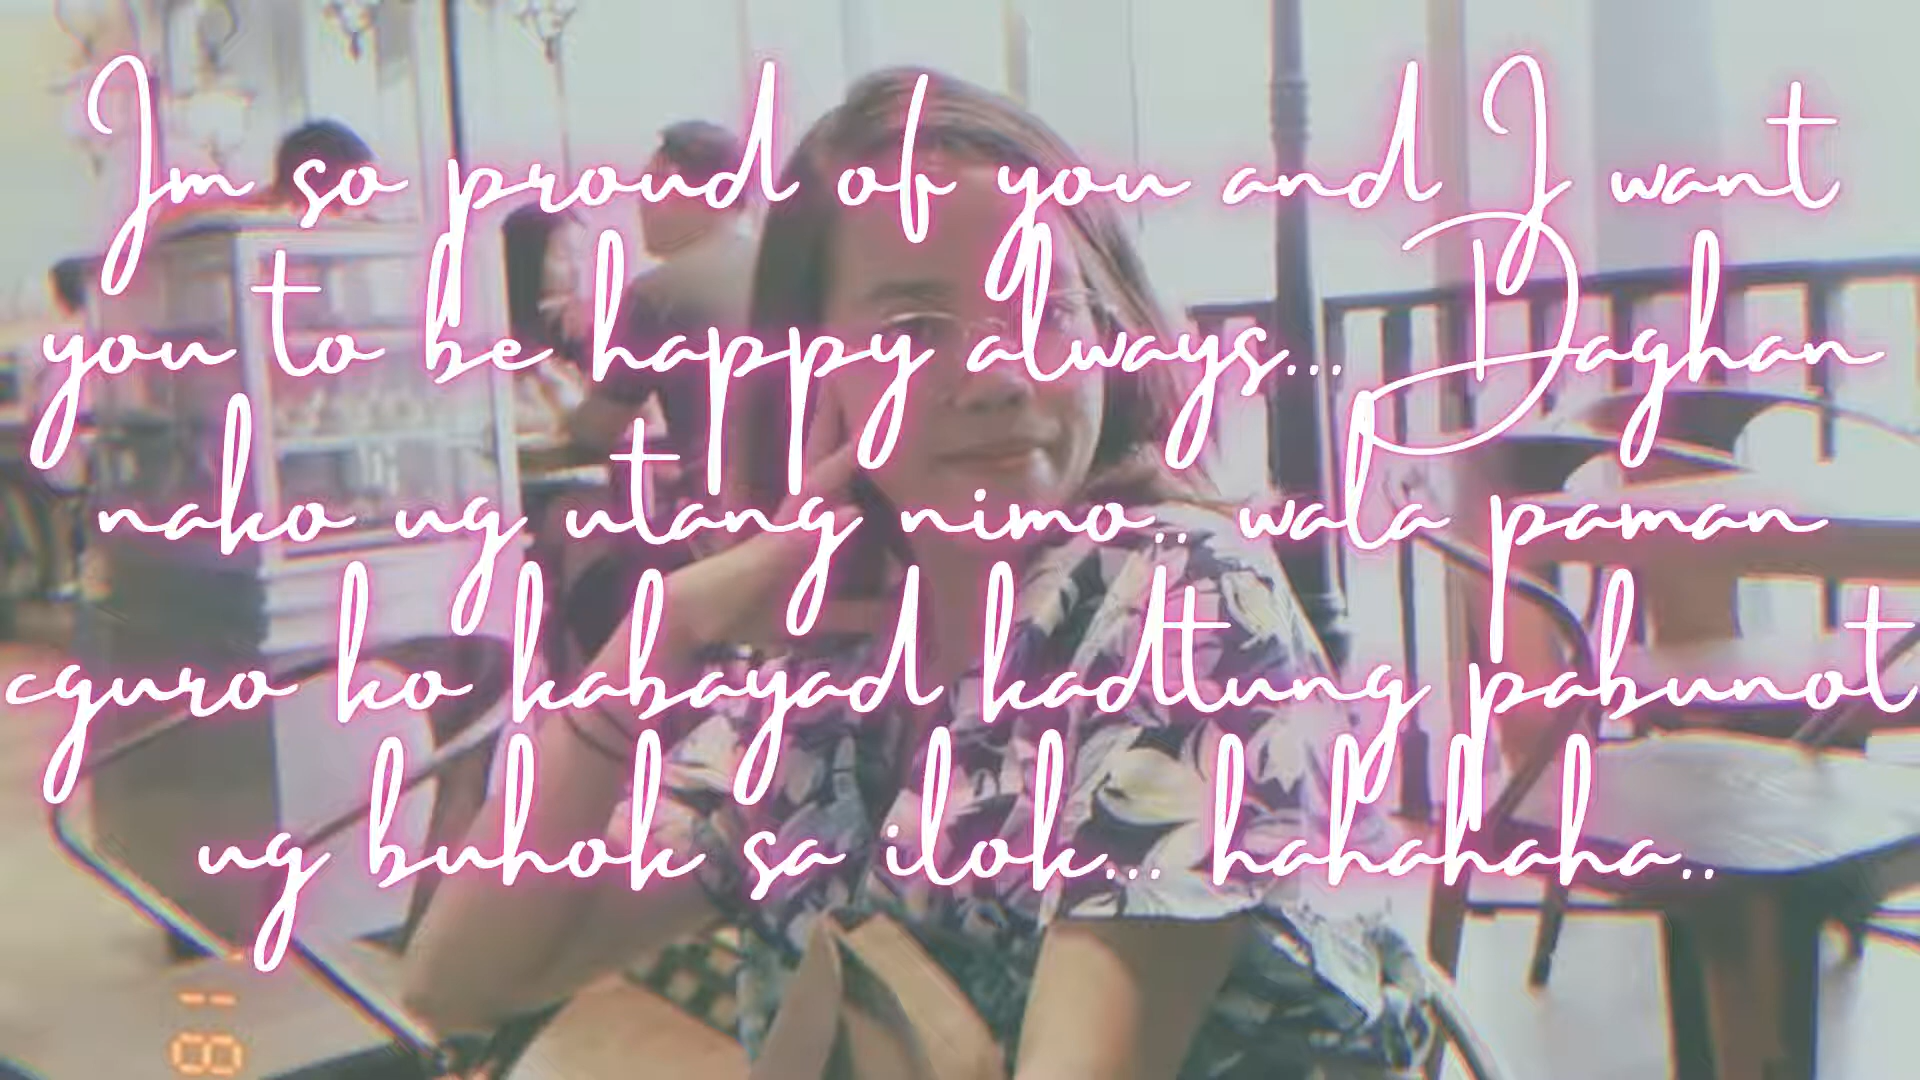 Im so proud of you and I want
you to be happy always... Daghan
nako ug utang nimo.. wala paman
cguro ko kabayad kadtung pabunot
ug buhok sa ilok... hahahaha..